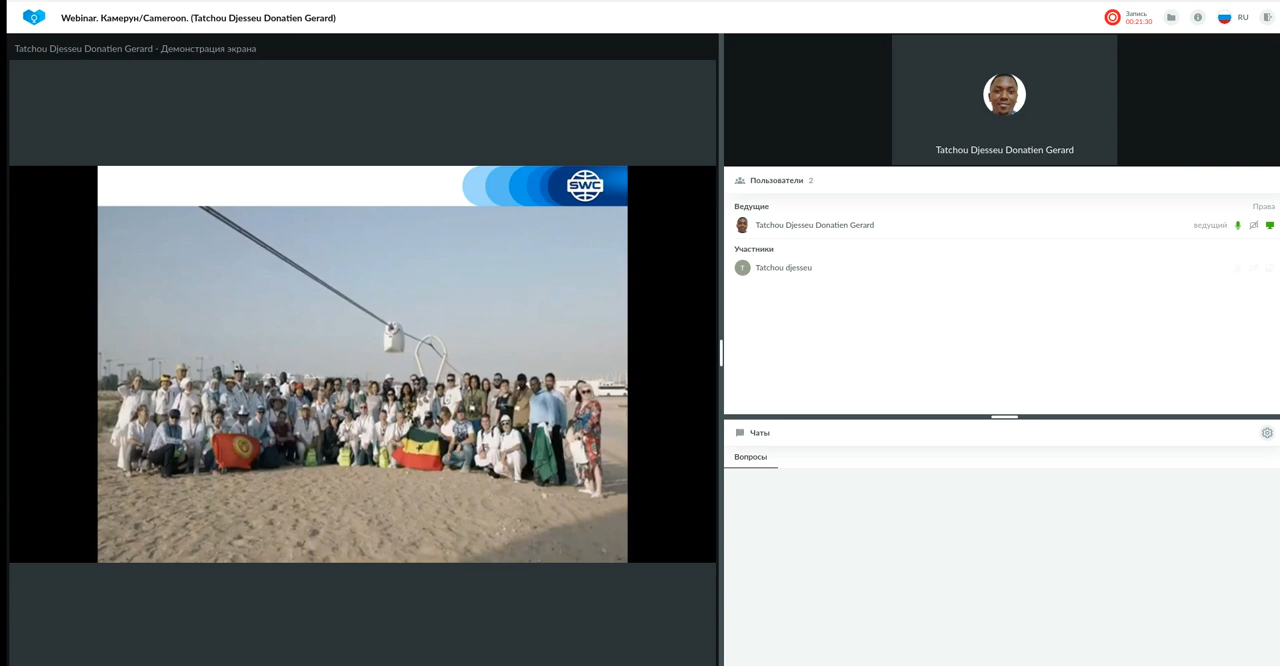 Webinar. Камерун/Cameroon. (Tatchou Djesseu Donatien Gerard)
Запись
00:21:30
RU
Tatchou Djesseu Donatien Gerard - Демонстрация экрана
SWC
Tatchou Djesseu Donatien Gerard
Пользователи 2
Ведущие Права
Tatchou Djesseu Donatien Gerard ведущий
Участники
T Tatchou djesseu
Чаты
Вопросы